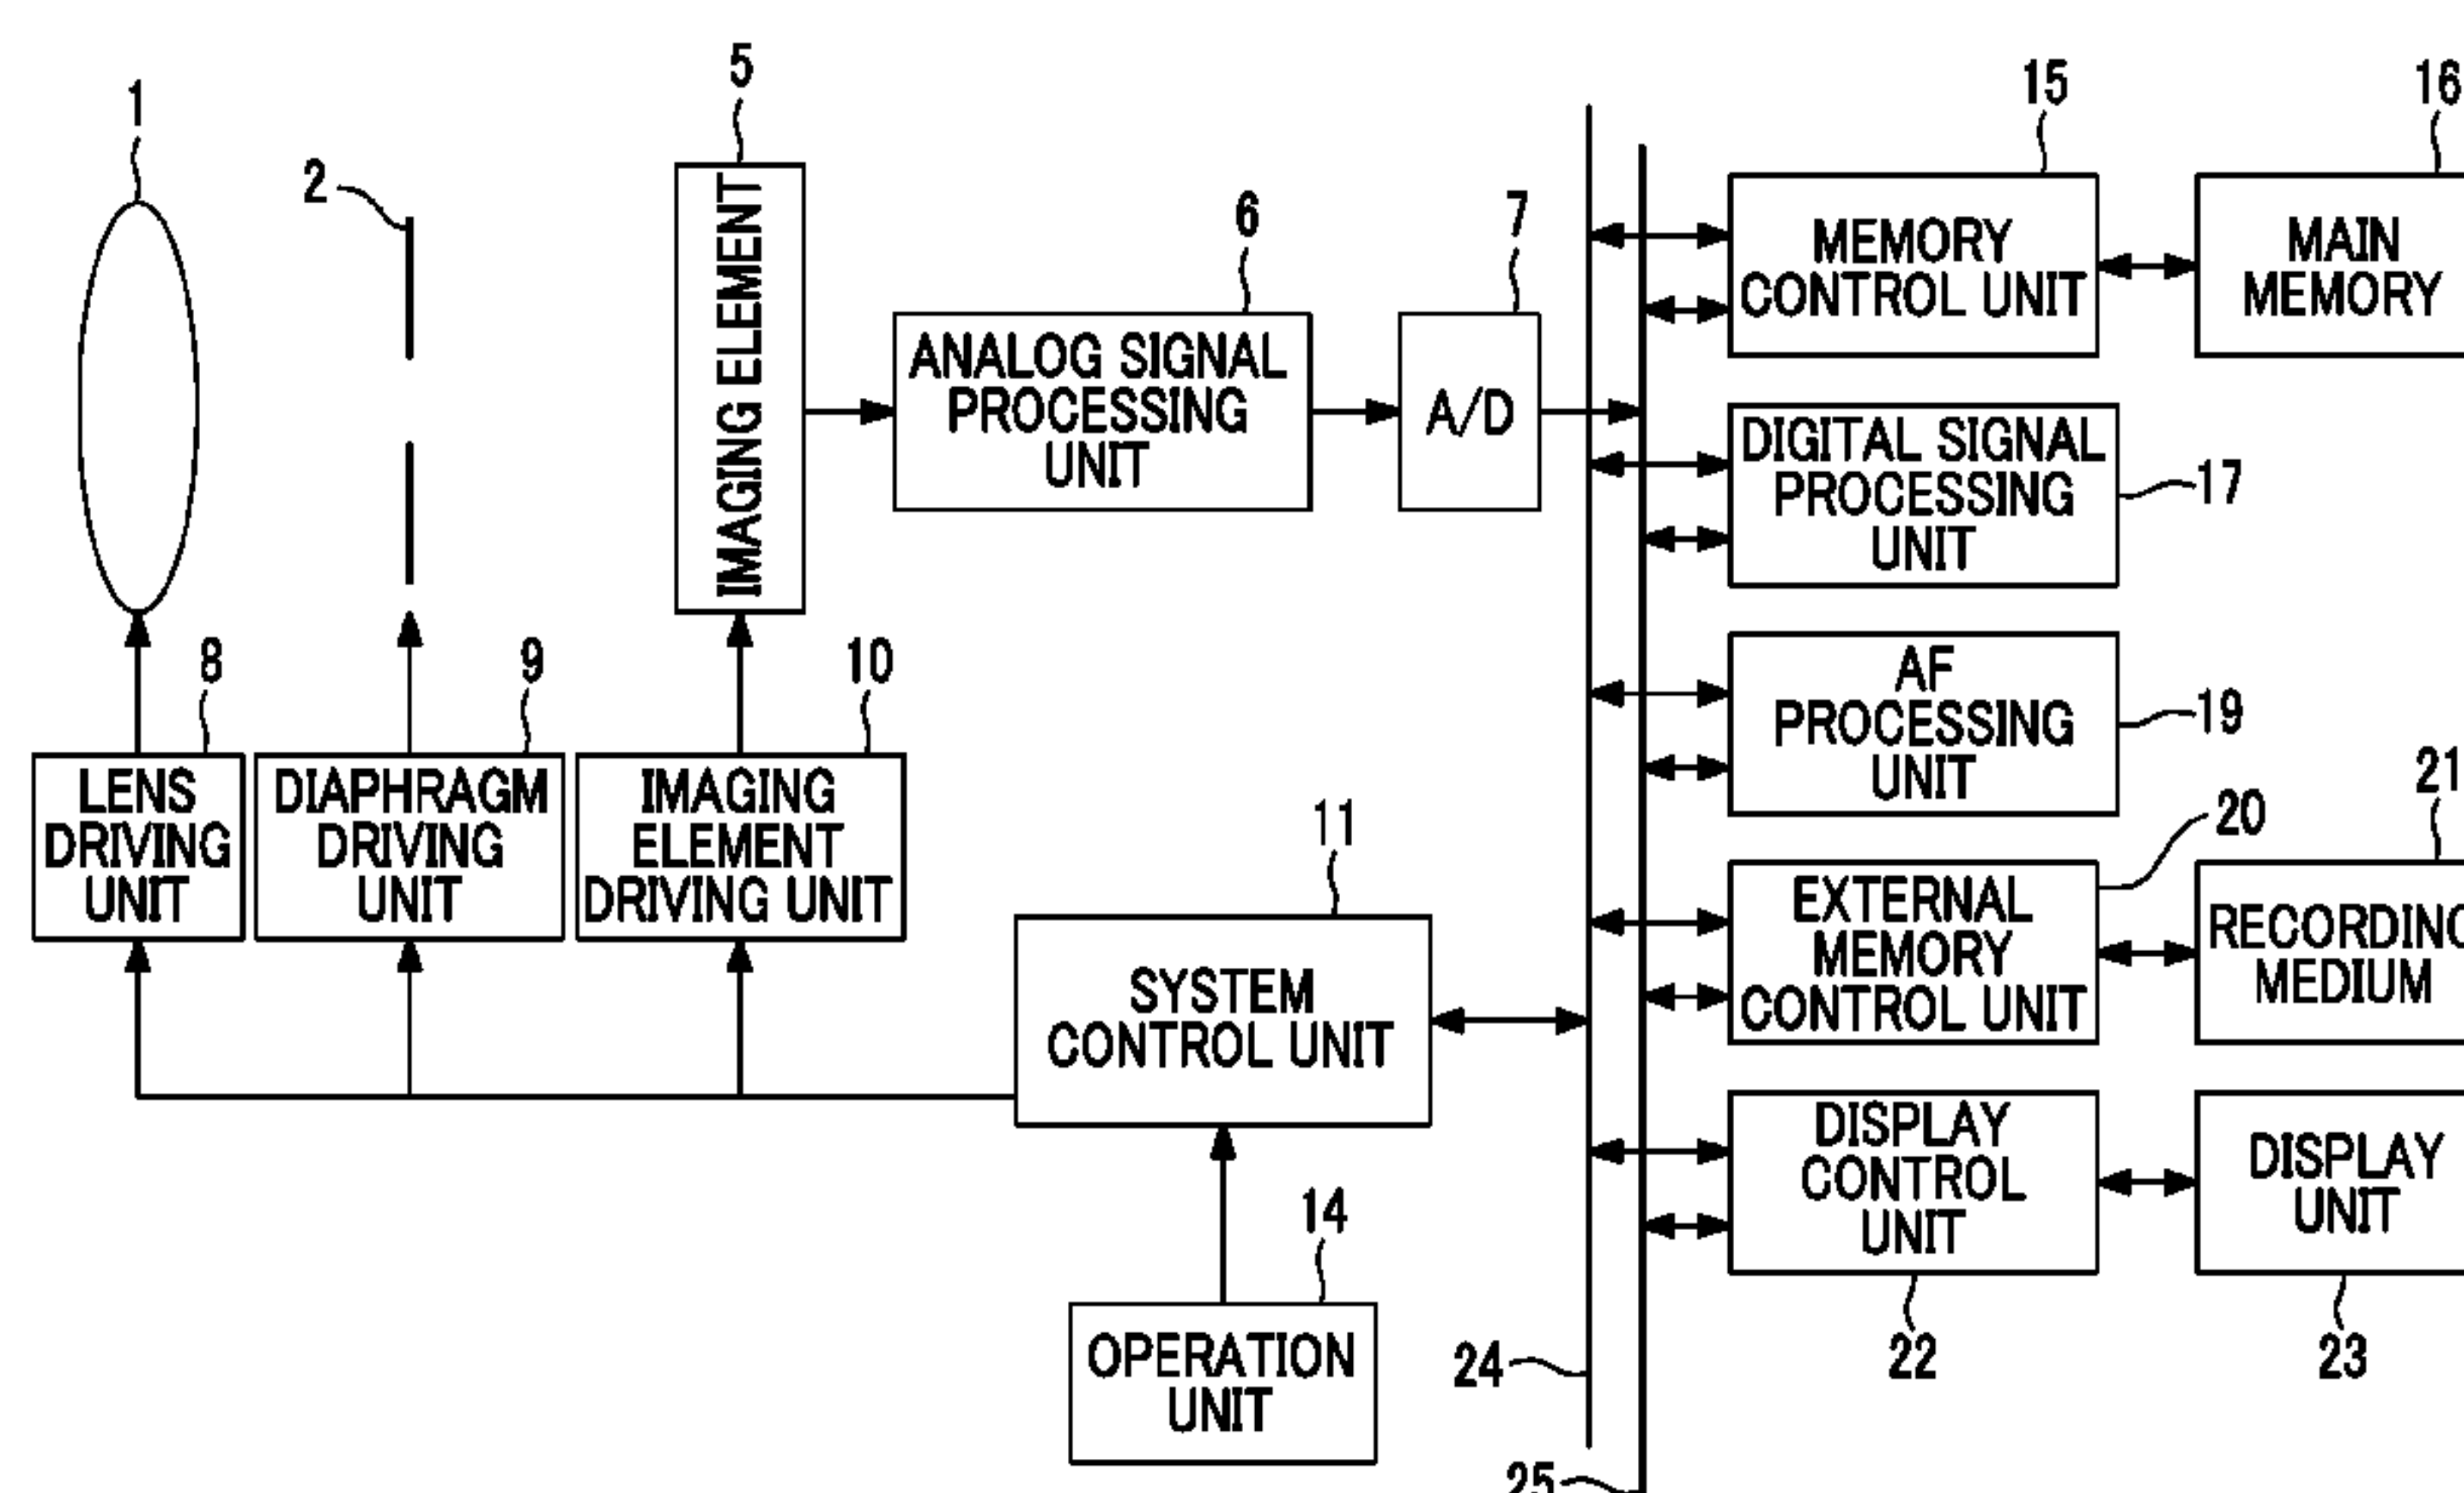 1
2
5
IMAGING ELEMENT
6
ANALOG SIGNAL
PROCESSING
UNIT
7
A/D
8
LENS
DRIVING
UNIT
9
DIAPHRAGM
DRIVING
UNIT
10
IMAGING
ELEMENT
DRIVING UNIT
11
SYSTEM
CONTROL UNIT
14
OPERATION
UNIT
15
MEMORY
CONTROL UNIT
16
MAIN
MEMORY
DIGITAL SIGNAL
PROCESSING
UNIT
17
AF
PROCESSING
UNIT
19
20
EXTERNAL
MEMORY
CONTROL UNIT
21
RECORDING
MEDIUM
DISPLAY
CONTROL
UNIT
22
DISPLAY
UNIT
23
24
25